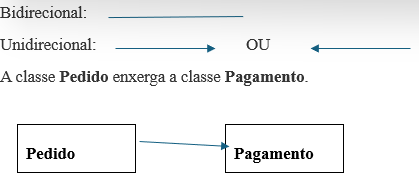 Bidirecional:
Unidirecional: OU
A classe Pedido enxerga a classe Pagamento.
Pedido Pagamento